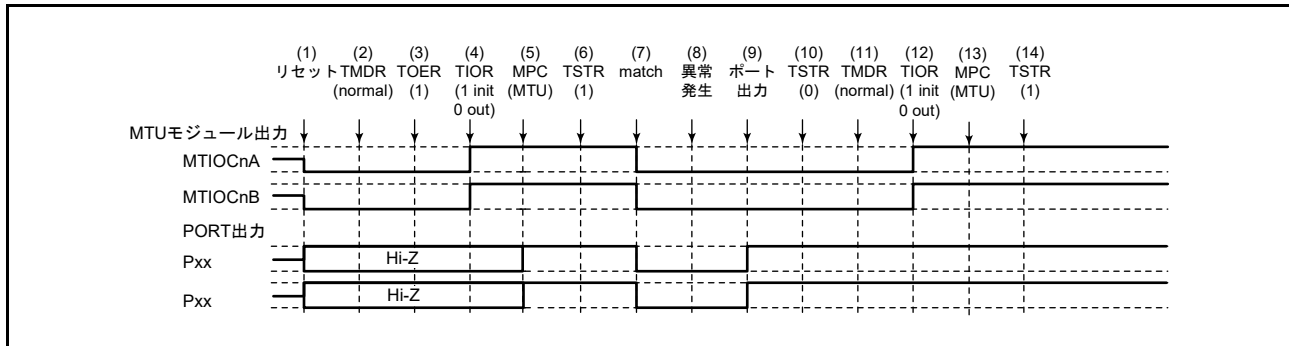 (1) (2) (3) (4) (5) (6) (7) (8) (9) (10) (11) (12) (13) (14)
リセット TMDR TOER TIOR MPC TSTR match 異常 ポート TSTR TMDR TIOR MPC TSTR
(normal) (1) (1 init (MTU) (1) 発生 出力 (0) (normal) (1 init (MTU) (1)
0 out) 0 out)
MTUモジュール出力
MTIOCnA
MTIOCnB
PORT出力
Pxx Hi-Z
Pxx Hi-Z